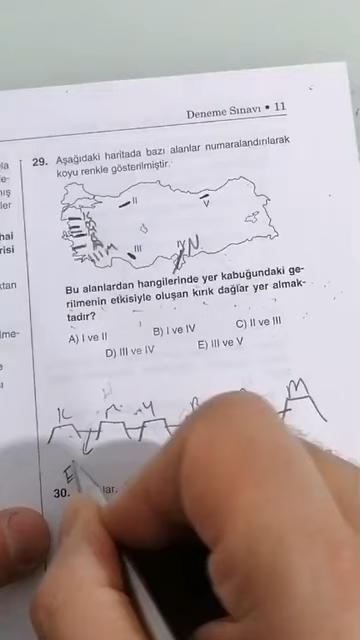 Deneme Sınavı • 11
29. Aşağıdaki haritada bazı alanlar numaralandırılarak
koyu renkle gösterilmiştir.
II
V
III
IV N
Bu alanlardan hangilerinde yer kabuğundaki ge-
rilmenin etkisiyle oluşan kırık dağlar yer almak-
tadır?
A) I ve II
B) I ve IV
C) II ve III
D) III ve IV
E) III ve V
K
M
30.
lar.